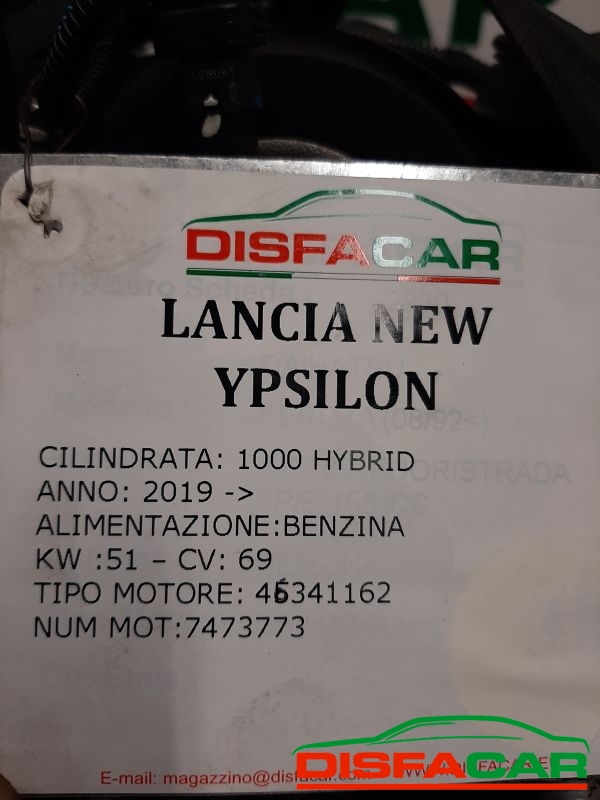 DISFACAR
LANCIA NEW
YPSILON
CILINDRATA: 1000 HYBRID
ANNO: 2019 ->
ALIMENTAZIONE:BENZINA
KW :51 – CV: 69
TIPO MOTORE: 46341162
NUM MOT:7473773
E-mail: magazzino@disfacar.com
DISFACAR